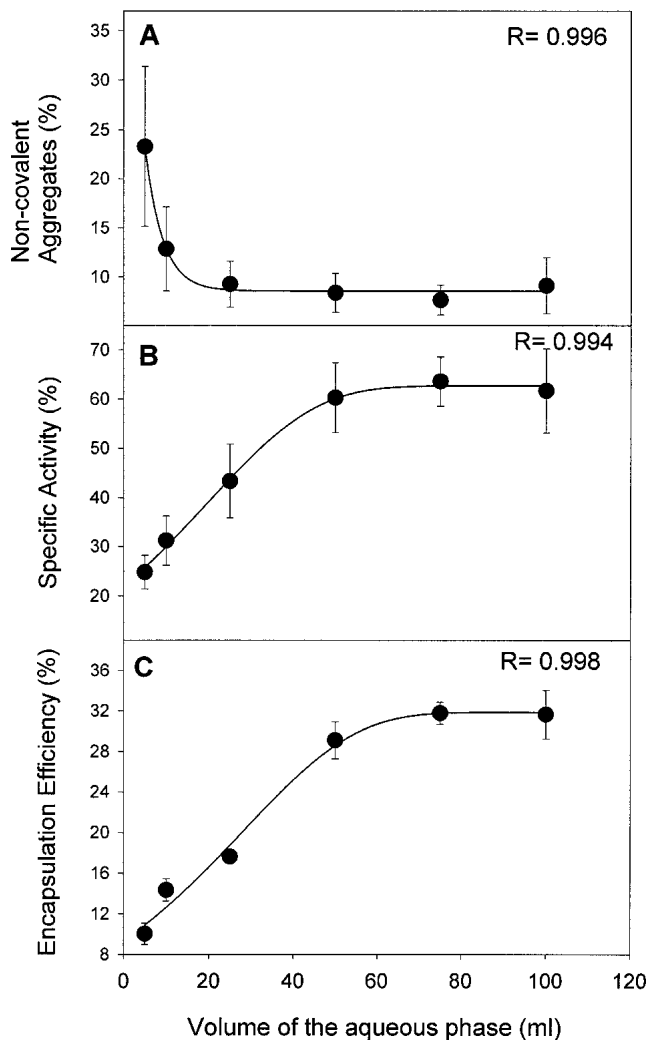 A
R= 0.996
Non-covalent
Aggregates (%)
35
30
25
20
15
10
B
R= 0.994
Specific Activity (%)
70
60
50
40
30
20
C
R= 0.998
Encapsulation Efficiency (%)
36
32
28
24
20
16
12
8
0 20 40 60 80 100 120
Volume of the aqueous phase (ml)